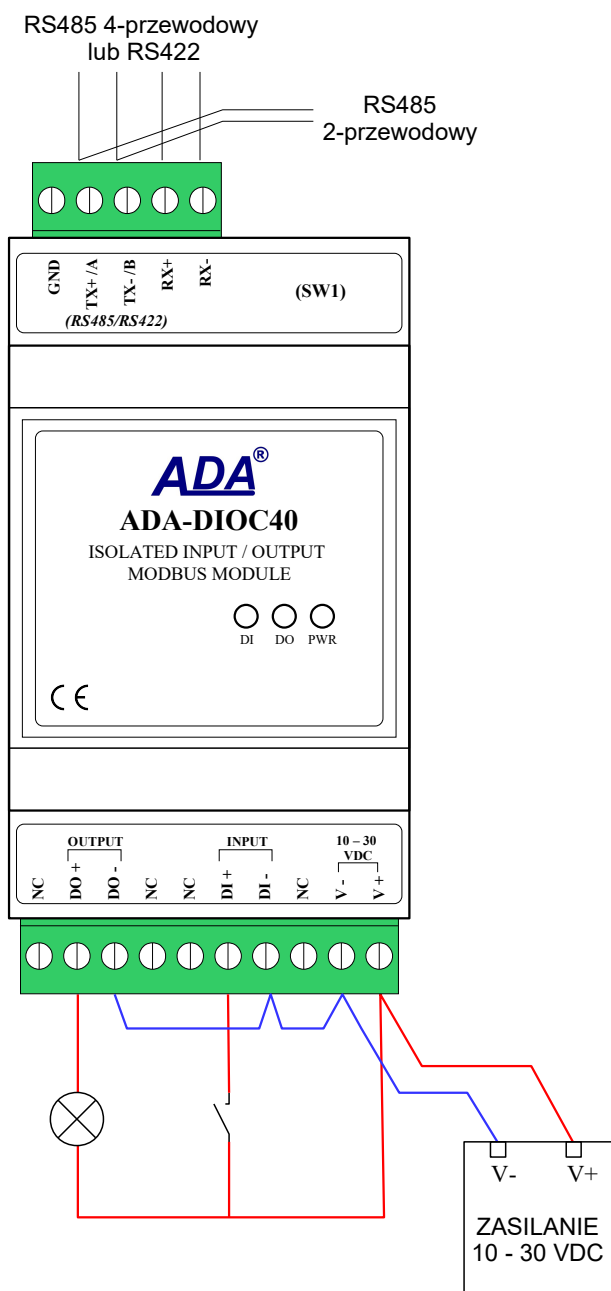 RS485 4-przewodowy
lub RS422
RS485
2-przewodowy
GND
TX+ /A
TX- /B
RX+
RX-
(RS485/RS422)
(SW1)
ADA®
ADA-DIOC40
ISOLATED INPUT / OUTPUT
MODBUS MODULE
DI DO PWR
CE
OUTPUT INPUT 10 – 30
VDC
NC
DO +
DO -
NC
NC
DI +
DI -
NC
V -
V +
V- V+
ZASILANIE
10 - 30 VDC